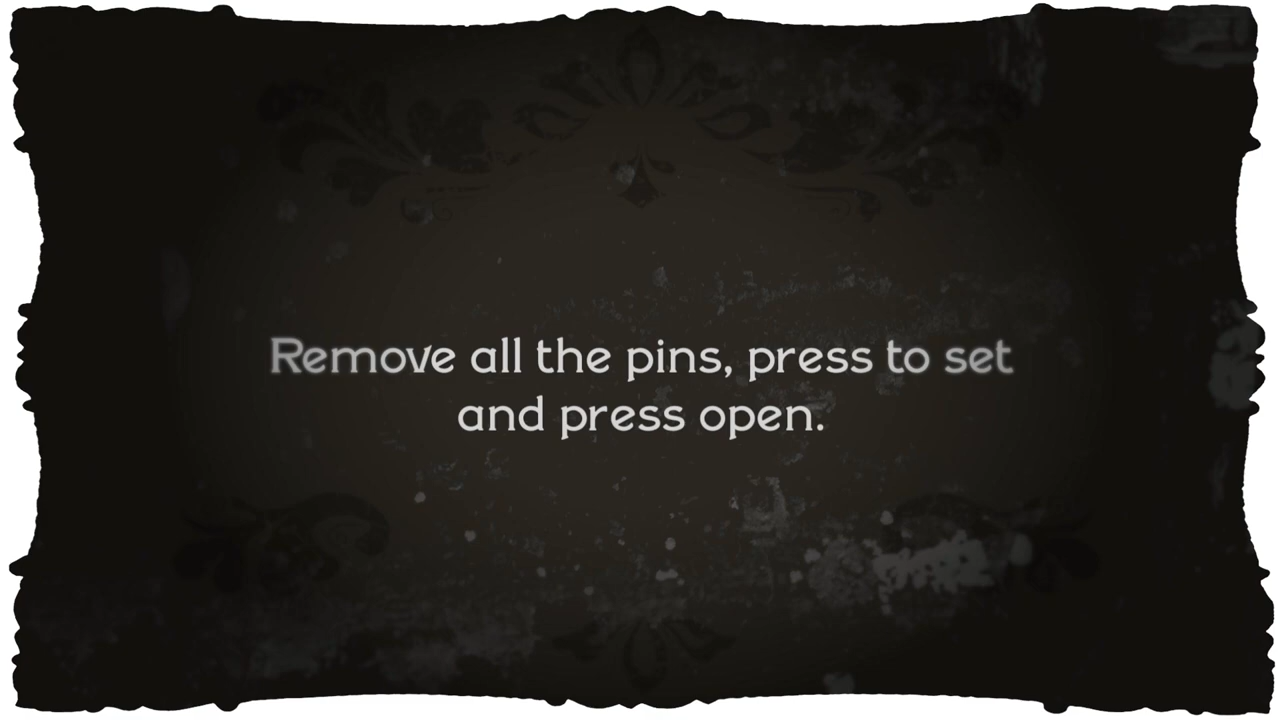 Remove all the pins, press to set
and press open.